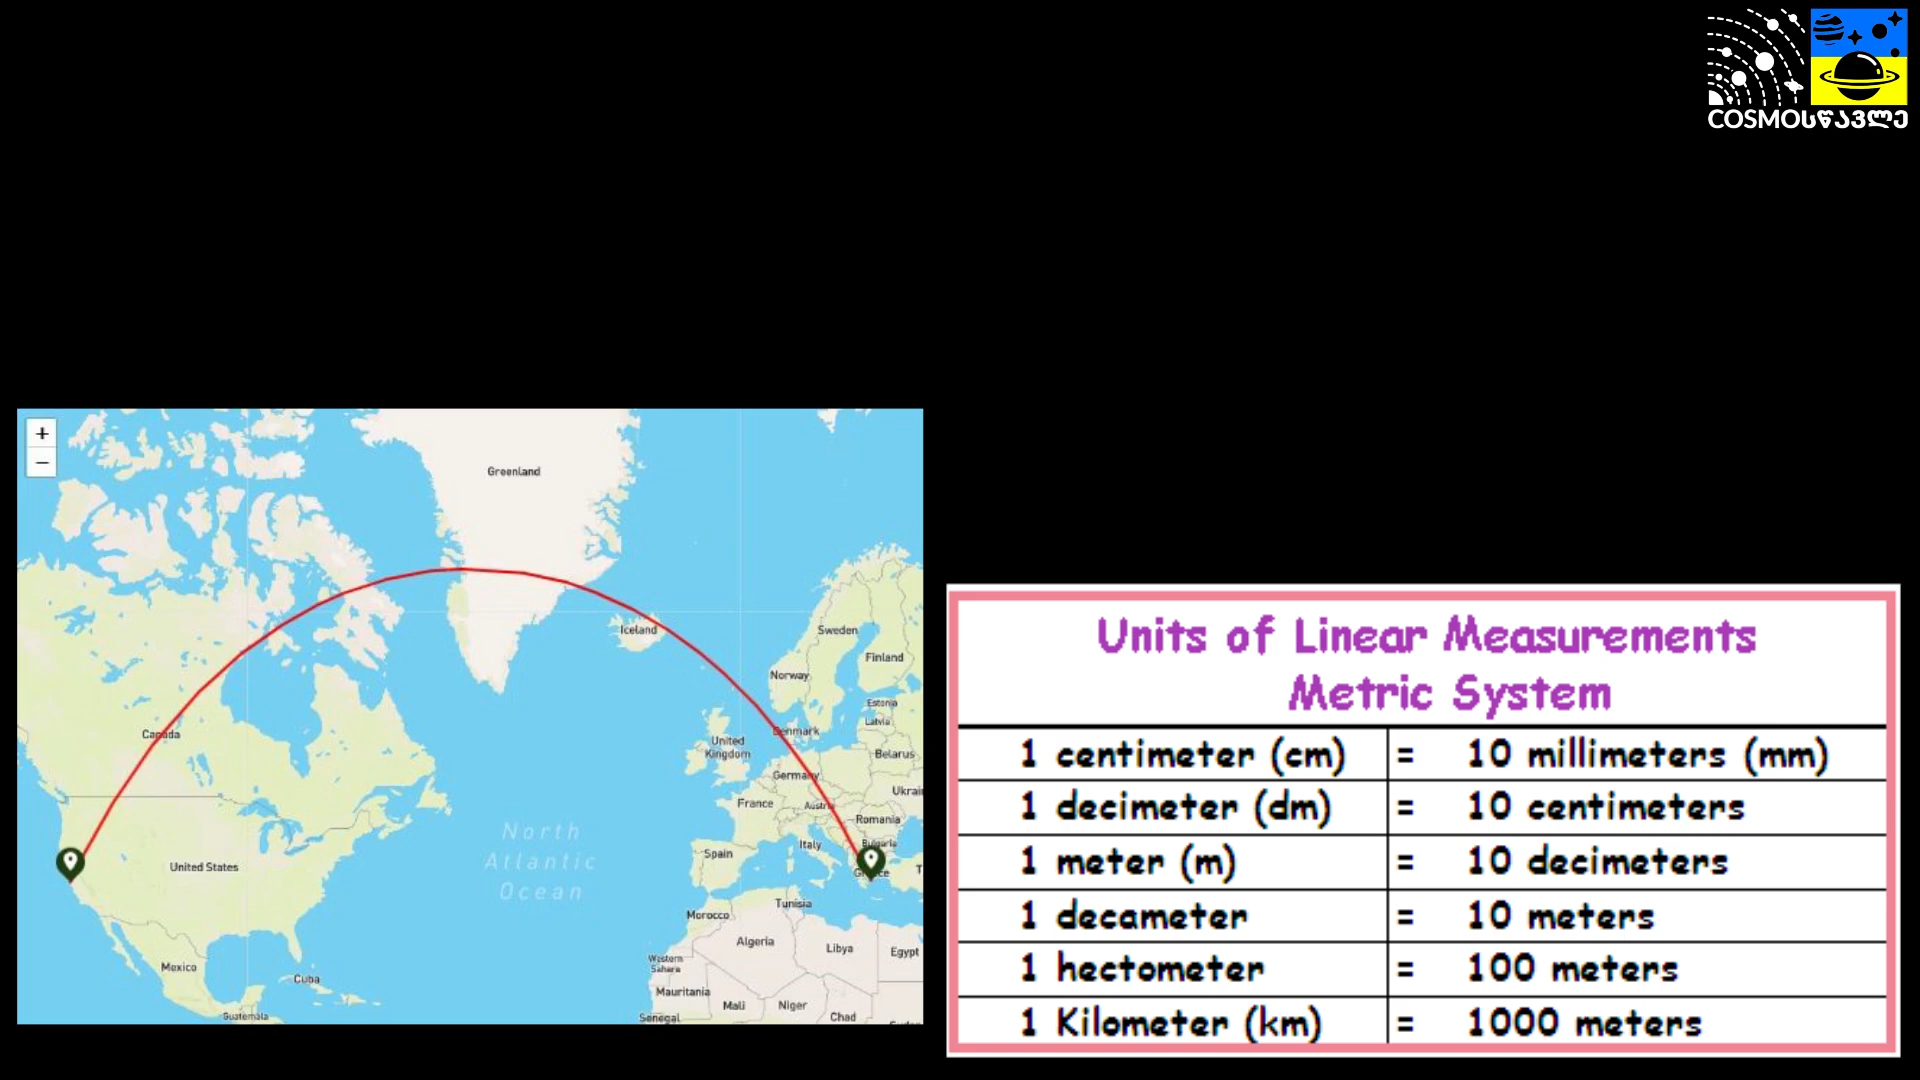 COSMOსწავლე
+
−
Greenland
Iceland
Sweden
Finland
Norway
Estonia
Latvia
Denmark
Canada
United
Kingdom
Belarus
Germany
Ukrai
France
Austria
Romania
Bulgaria
Italy
Spain
Greece
T
United States
North
Atlantic
Ocean
Tunisia
Morocco
Algeria
Libya
Egypt
Western
Sahara
Mexico
Cuba
Mauritania
Mali
Niger
Chad
Guatemala
Senegal
Units of Linear Measurements
Metric System
1 centimeter (cm) = 10 millimeters (mm)
1 decimeter (dm) = 10 centimeters
1 meter (m) = 10 decimeters
1 decameter = 10 meters
1 hectometer = 100 meters
1 Kilometer (km) = 1000 meters